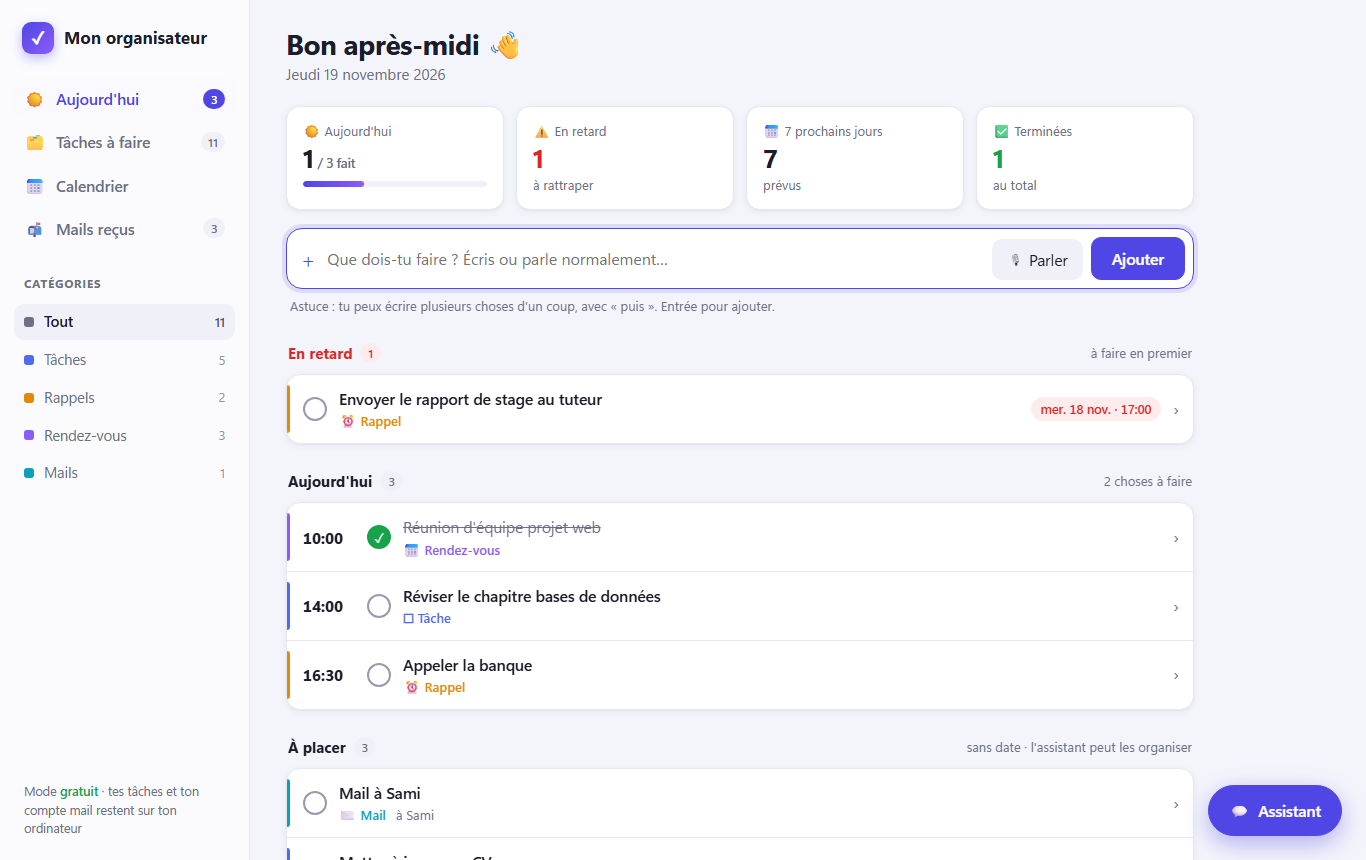 Mon organisateur
Aujourd'hui 3
Tâches à faire 11
Calendrier
Mails reçus 3
CATÉGORIES
Tout 11
Tâches 5
Rappels 2
Rendez-vous 3
Mails 1
Mode gratuit · tes tâches et ton
compte mail restent sur ton
ordinateur
Bon après-midi 👋
Jeudi 19 novembre 2026
Aujourd'hui
1 / 3 fait
En retard
1
à rattraper
7 prochains jours
7
prévus
Terminées
1
au total
+ Que dois-tu faire ? Écris ou parle normalement...
Parler
Ajouter
Astuce : tu peux écrire plusieurs choses d'un coup, avec « puis ». Entrée pour ajouter.
En retard 1 à faire en premier
Envoyer le rapport de stage au tuteur
Rappel
mer. 18 nov. · 17:00
Aujourd'hui 3 2 choses à faire
10:00 Réunion d'équipe projet web
Rendez-vous
14:00 Réviser le chapitre bases de données
Tâche
16:30 Appeler la banque
Rappel
À placer 3 sans date · l'assistant peut les organiser
Mail à Sami
Mail à Sami
Assistant